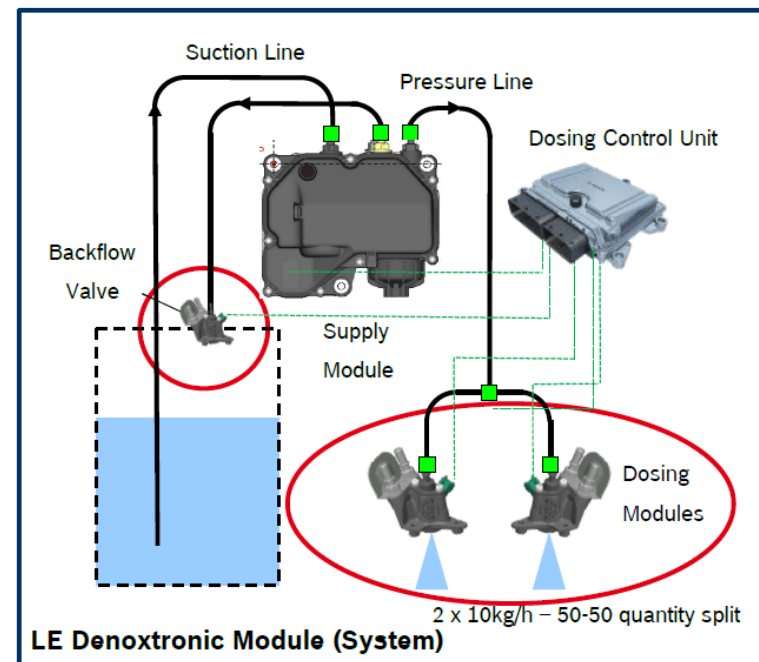 Suction Line
Pressure Line
Dosing Control Unit
Backflow
Valve
Supply
Module
Dosing
Modules
2 x 10kg/h – 50-50 quantity split
LE Denoxtronic Module (System)